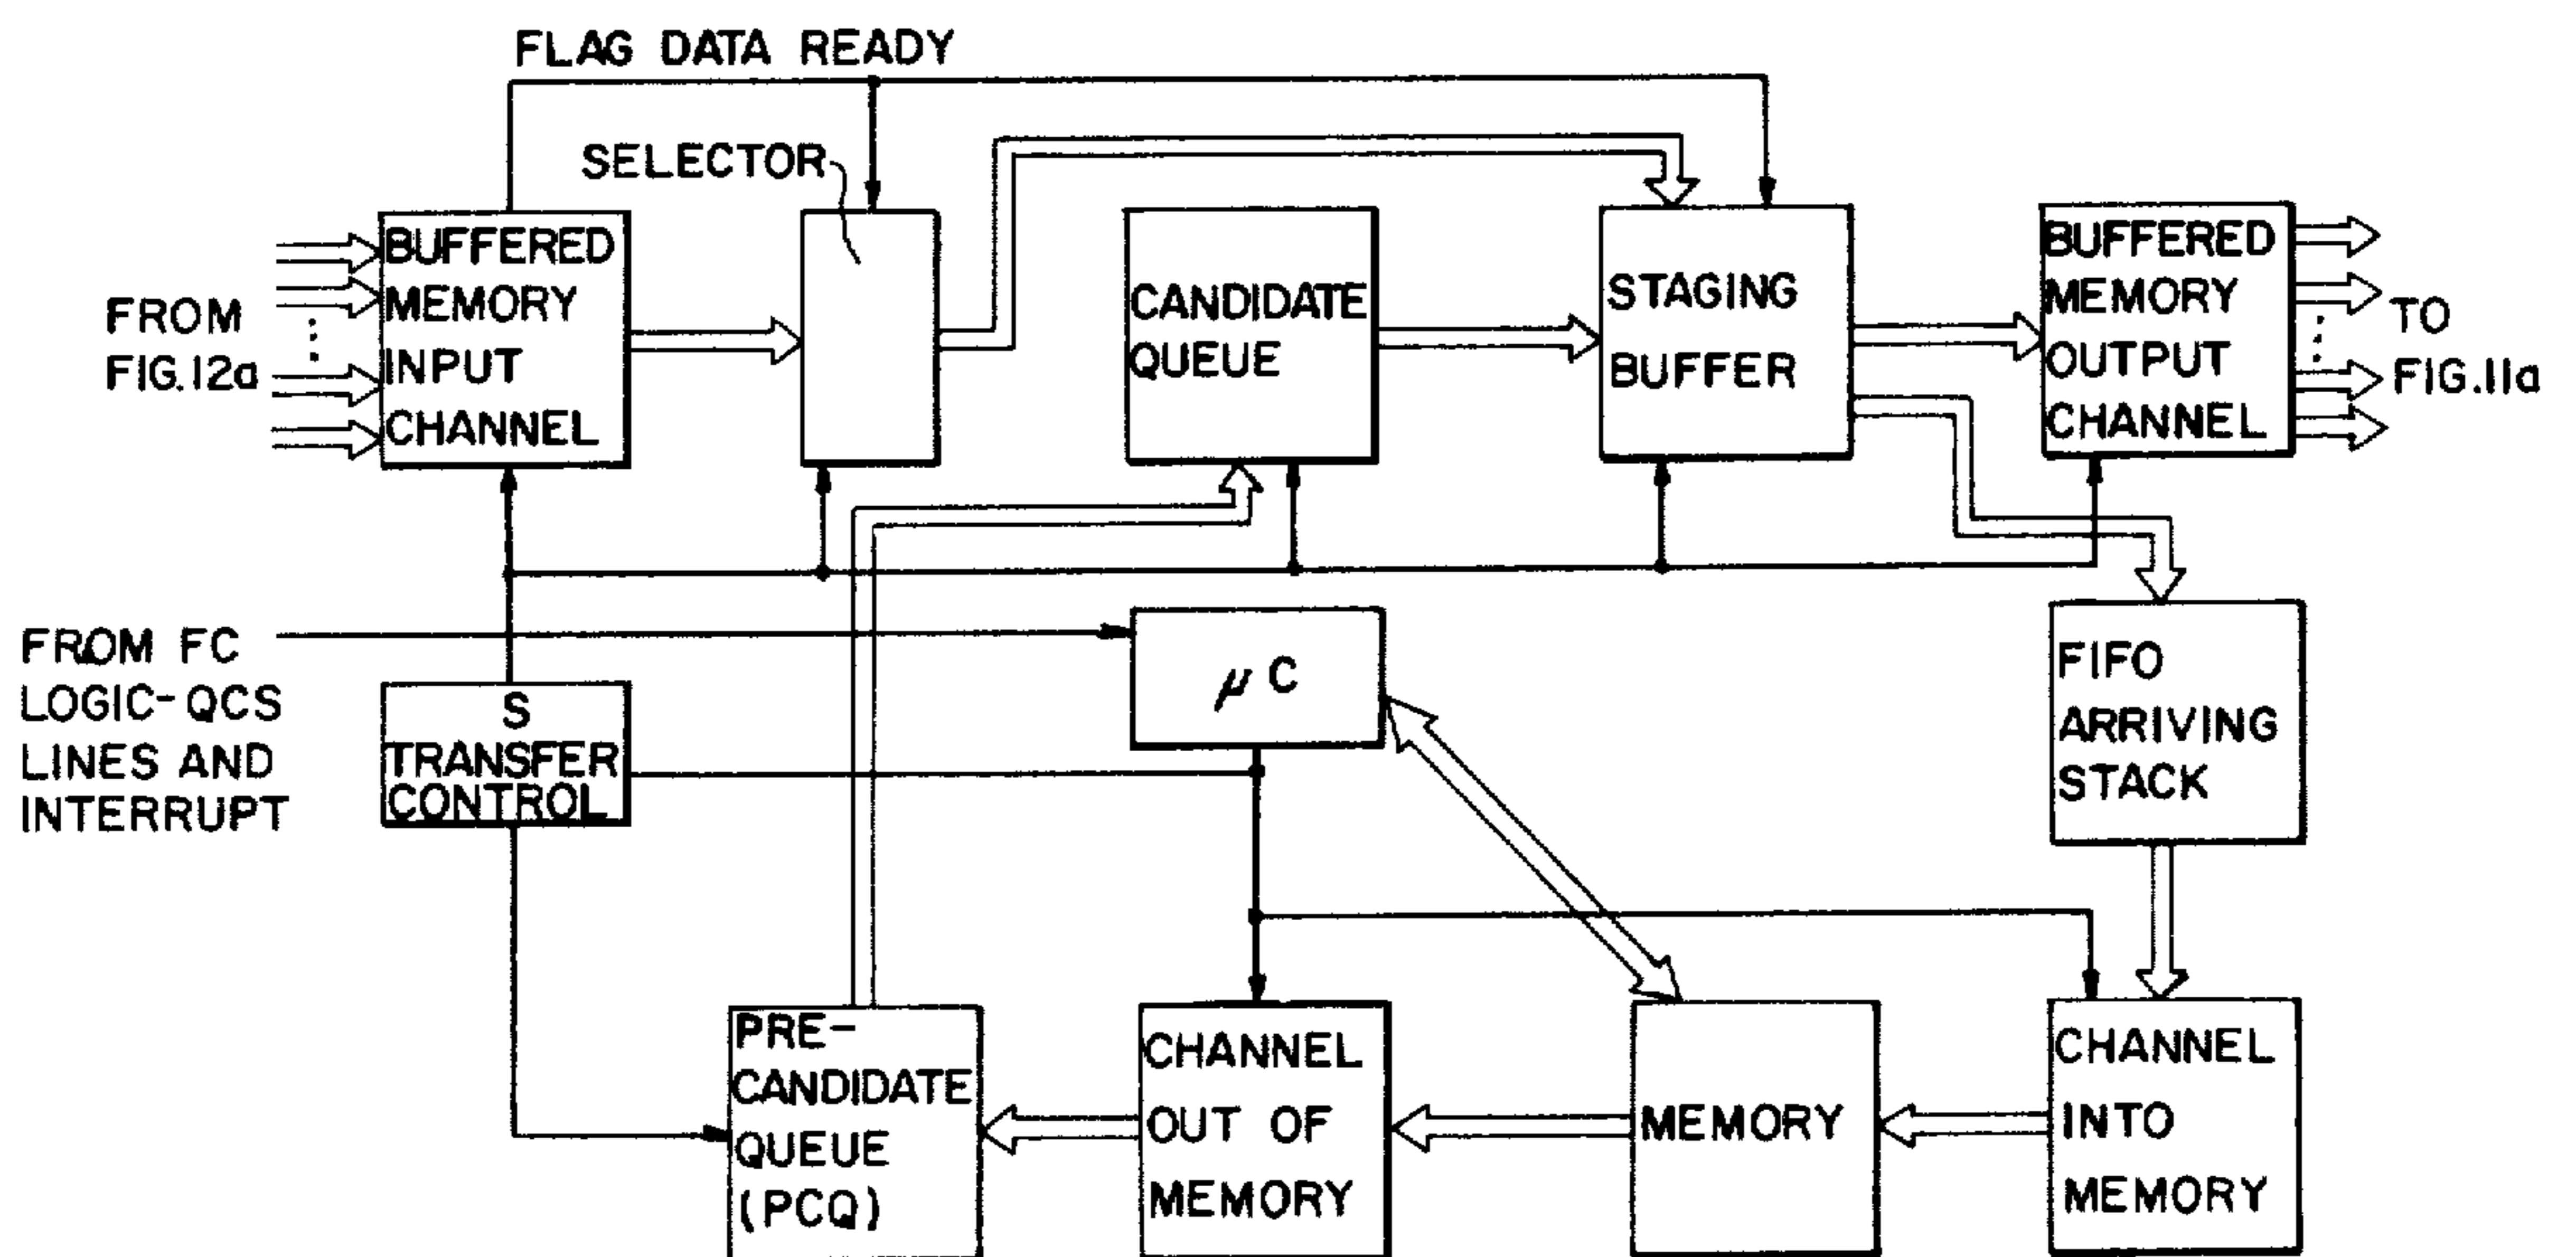 FLAG DATA READY
SELECTOR
FROM
FIG.12a
BUFFERED
MEMORY
INPUT
CHANNEL
CANDIDATE
QUEUE
STAGING
BUFFER
BUFFERED
MEMORY
OUTPUT
CHANNEL
TO
FIG.11a
FROM FC
LOGIC-QCS
LINES AND
INTERRUPT
S
TRANSFER
CONTROL
μC
FIFO
ARRIVING
STACK
PRE-
CANDIDATE
QUEUE
(PCQ)
CHANNEL
OUT OF
MEMORY
MEMORY
CHANNEL
INTO
MEMORY